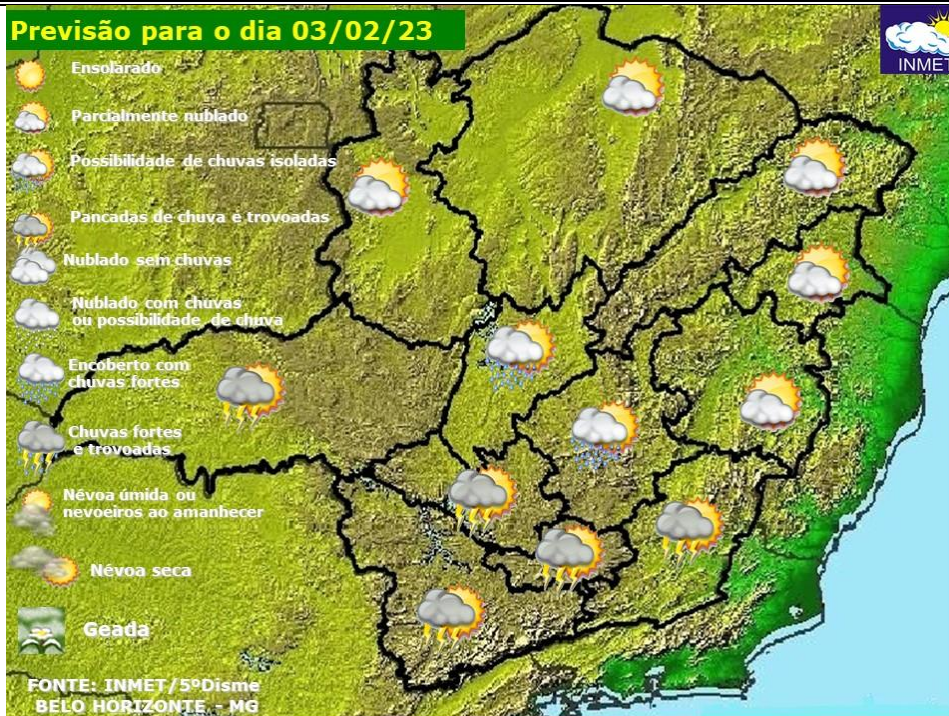 Previsão para o dia 03/02/23
INMET
Ensolarado
Parcialmente nublado
Possibilidade de chuvas isoladas
Pancadas de chuva e trovoadas
Nublado sem chuvas
Nublado com chuvas
ou possibilidade de chuva
Encoberto com
chuvas fortes
Chuvas fortes
e trovoadas
Névoa úmida ou
nevoeiros ao amanhecer
Névoa seca
Geada
FONTE: INMET/5ºDisme
BELO HORIZONTE - MG